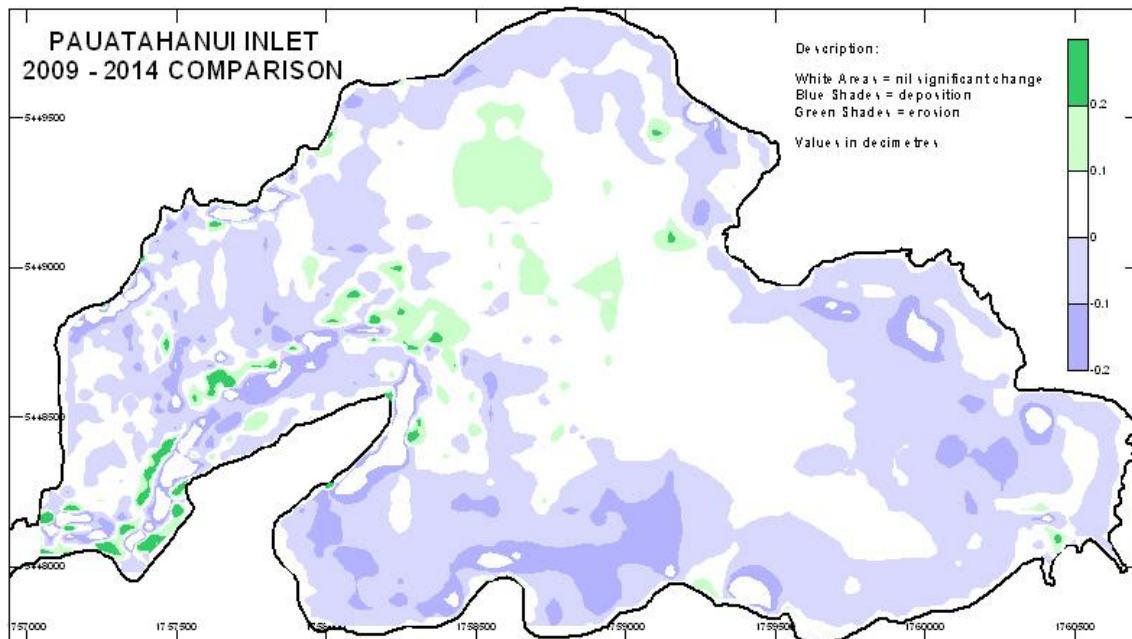 PAUATAHANUI INLET
2009 - 2014 COMPARISON
Description:
White Areas = nil significant change
Blue Shades = deposition
Green Shades = erosion
Values in decimetres
0.2
0.1
0
-0.1
-0.2
5449500
5449000
5448500
5448000
1757000
1757500
1758500
1759000
1759500
1760000
1760500